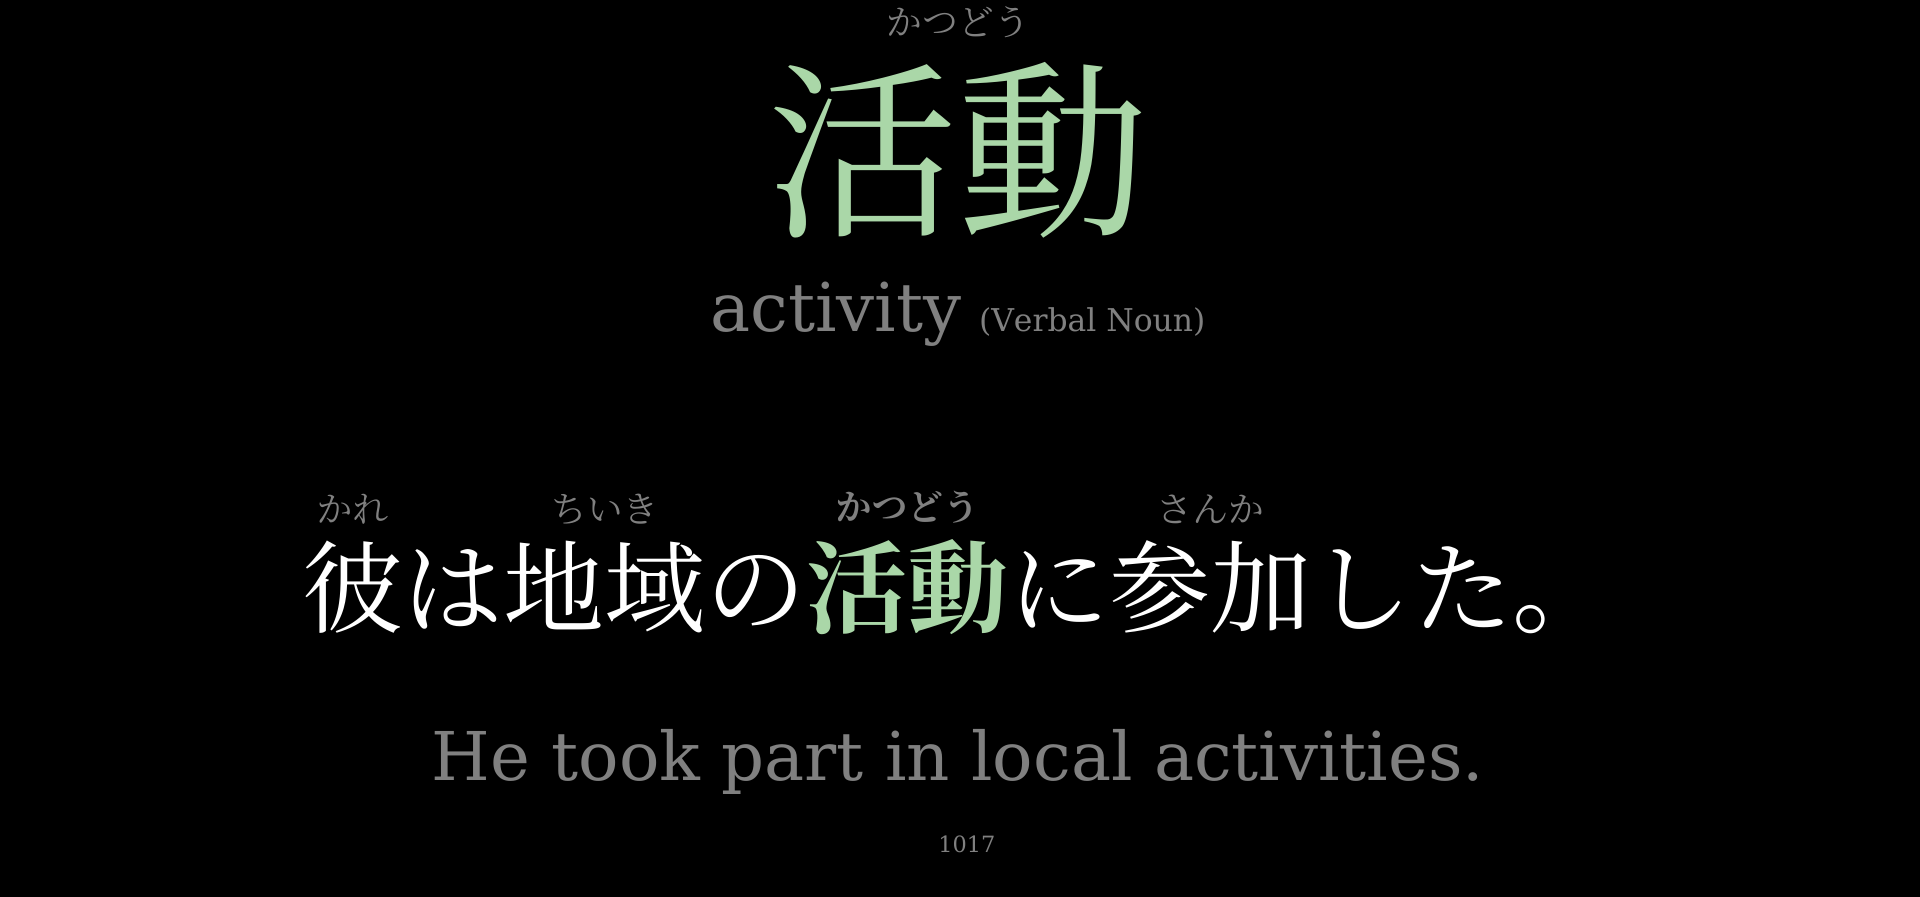 かつどう
活動
activity (Verbal Noun)
かれ ちいき かつどう さんか
彼は地域の活動に参加した。
He took part in local activities.
1017